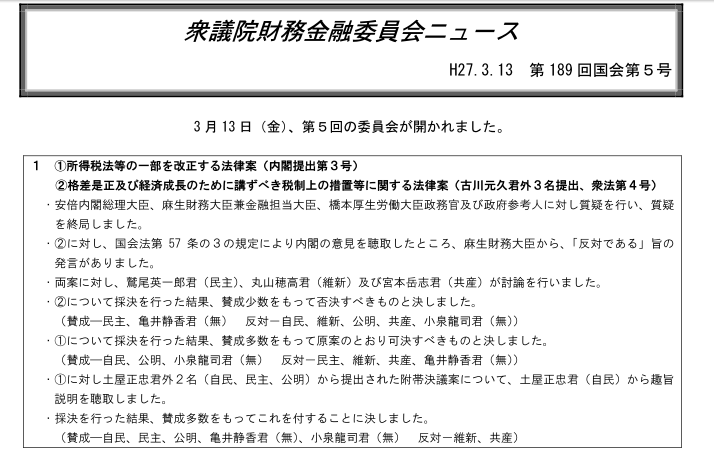 衆議院財務金融委員会ニュース
H27.3.13　第189回国会第５号
３月13日（金）、第５回の委員会が開かれました。
１　①所得税法等の一部を改正する法律案（内閣提出第３号）
②格差是正及び経済成長のために講ずべき税制上の措置等に関する法律案（古川元久君外３名提出、衆法第４号）
・安倍内閣総理大臣、麻生財務大臣兼金融担当大臣、橋本厚生労働大臣政務官及び政府参考人に対し質疑を行い、質疑
を終局しました。
・②に対し、国会法第 57 条の３の規定により内閣の意見を聴取したところ、麻生財務大臣から、「反対である」旨の
発言がありました。
・両案に対し、鷲尾英一郎君（民主）、丸山穂高君（維新）及び宮本岳志君（共産）が討論を行いました。
・②について採決を行った結果、賛成少数をもって否決すべきものと決しました。
（賛成―民主、亀井静香君（無）　反対－自民、維新、公明、共産、小泉龍司君（無））
・①について採決を行った結果、賛成多数をもって原案のとおり可決すべきものと決しました。
（賛成―自民、公明、小泉龍司君（無）　反対－民主、維新、共産、亀井静香君（無））
・①に対し土屋正忠君外２名（自民、民主、公明）から提出された附帯決議案について、土屋正忠君（自民）から趣旨
説明を聴取しました。
・採決を行った結果、賛成多数をもってこれを付することに決しました。
（賛成―自民、民主、公明、亀井静香君（無）、小泉龍司君（無）　反対－維新、共産）